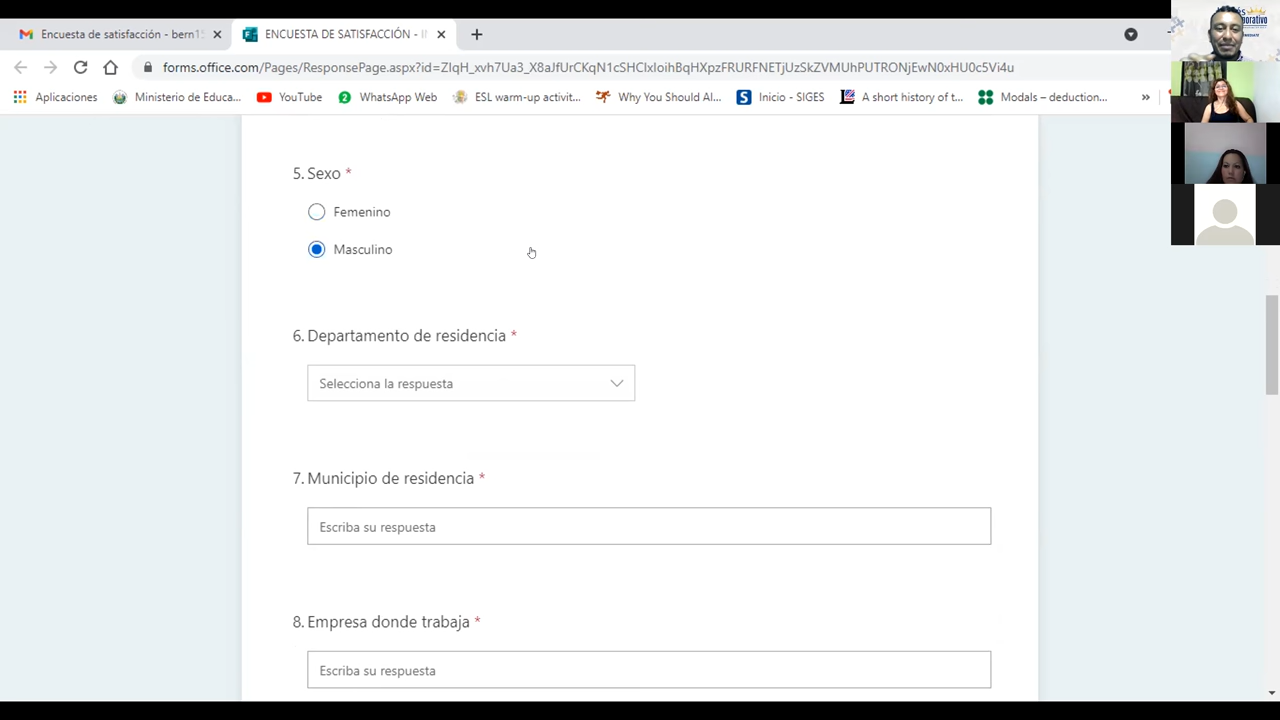 Encuesta de satisfacción - bern15
ENCUESTA DE SATISFACCIÓN - I
forms.office.com/Pages/ResponsePage.aspx?id=ZlqH_xvh7U-3_X8aJfUrCKqN1cSHClxIoihBqHXpzFRURFNETjUzSkZVMUhPUTRONjEwN0xHU0c5Vi4u
Aplicaciones
Ministerio de Educa...
YouTube
WhatsApp Web
ESL warm-up activit...
Why You Should Al...
Inicio - SIGES
A short history of t...
Modals – deduction...
»
5. Sexo *
Femenino
Masculino
6. Departamento de residencia *
Selecciona la respuesta
7. Municipio de residencia *
Escriba su respuesta
8. Empresa donde trabaja *
Escriba su respuesta